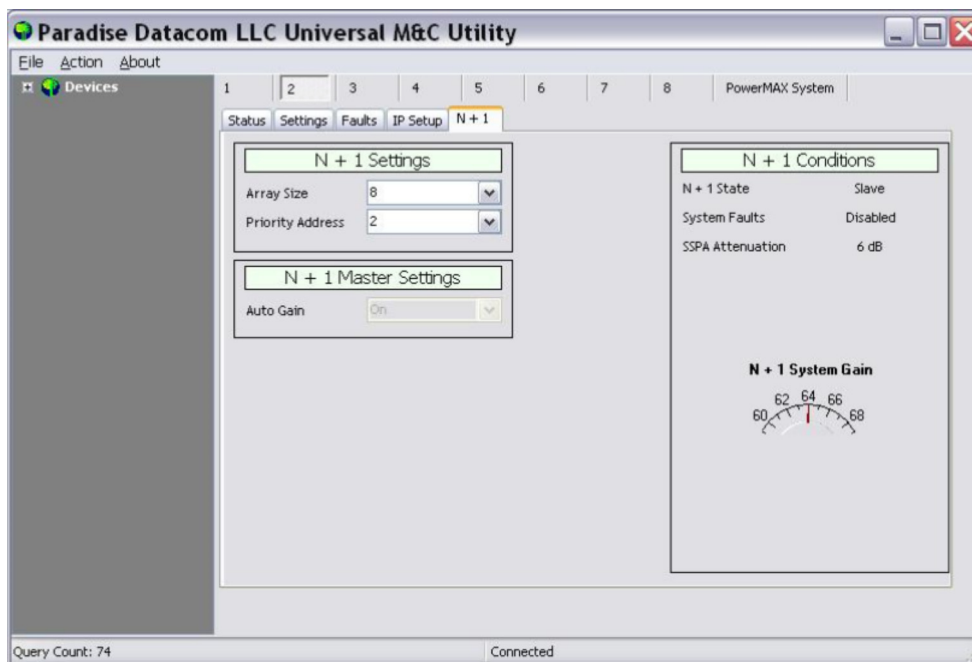 Paradise Datacom LLC Universal M&C Utility
File Action About
Devices
1 2 3 4 5 6 7 8 PowerMAX System
Status Settings Faults IP Setup N + 1
N + 1 Settings
Array Size 8
Priority Address 2
N + 1 Master Settings
Auto Gain On
N + 1 Conditions
N + 1 State Slave
System Faults Disabled
SSPA Attenuation 6 dB
N + 1 System Gain
60 62 64 66 68
Query Count: 74 Connected